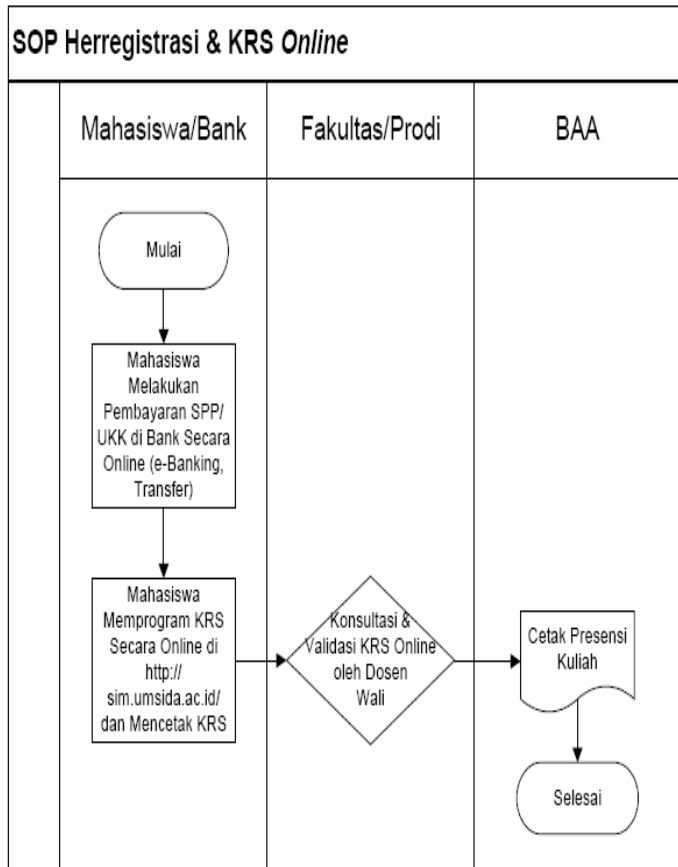 SOP Herregistrasi & KRS Online
Mahasiswa/Bank
Fakultas/Prodi
BAA
Mulai
Mahasiswa
Melakukan
Pembayaran SPP/
UKK di Bank Secara
Online (e-Banking,
Transfer)
Mahasiswa
Memprogram KRS
Secara Online di
http://
sim.umsida.ac.id/
dan Mencetak KRS
Konsultasi &
Validasi KRS Online
oleh Dosen
Wali
Cetak Presensi
Kuliah
Selesai